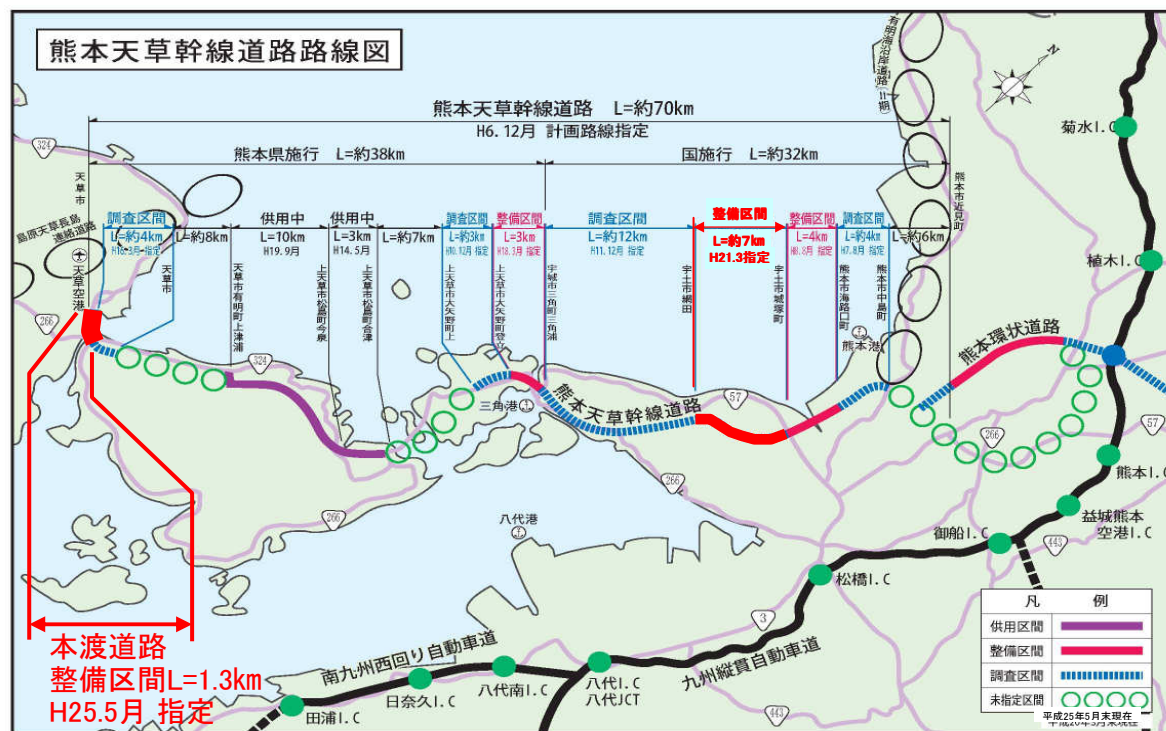 熊本天草幹線道路路線図
熊本天草幹線道路 L=約70km
H6.12月 計画路線指定
熊本県施行 L=約38km
国施行 L=約32km
有明海沿岸道路(Ⅱ期)
N
菊水I.C
植木I.C
324
天草市
島原天草長島
連絡道路
天草空港
266
調査区間
L=約4km
天草市
L=約8km
天草市有明町上津浦
供用中
L=10km
H19.9月
上天草市松島町今泉
供用中
L=3km
H14.5月
上天草市松島町合津
L=約7km
上天草市大矢野町上
調査区間
L=約3km
H10.12月 指定
上天草市大矢野町登立
整備区間
L=3km
H18.3月 指定
宇城市三角町三角浦
調査区間
L=約12km
H11.12月 指定
宇土市網田
整備区間
L=約7km
H21.3指定
宇土市城塚町
整備区間
L=4km
熊本市海路口町
調査区間
L=約4km
H7.8月 指定
熊本市中島町
L=約6km
熊本市近見町
熊本港
熊本環状道路
324
三角港
熊本天草幹線道路
57
266
57
266
266
熊本I.C
益城熊本
空港I.C
443
御船I.C
松橋I.C
八代港
3
九州縦貫自動車道
南九州西回り自動車道
八代I.C
八代JCT
八代南I.C
日奈久I.C
田浦I.C
443
本渡道路
整備区間L=1.3km
H25.5月 指定
凡 例
供用区間
整備区間
調査区間
未指定区間
平成25年5月末現在